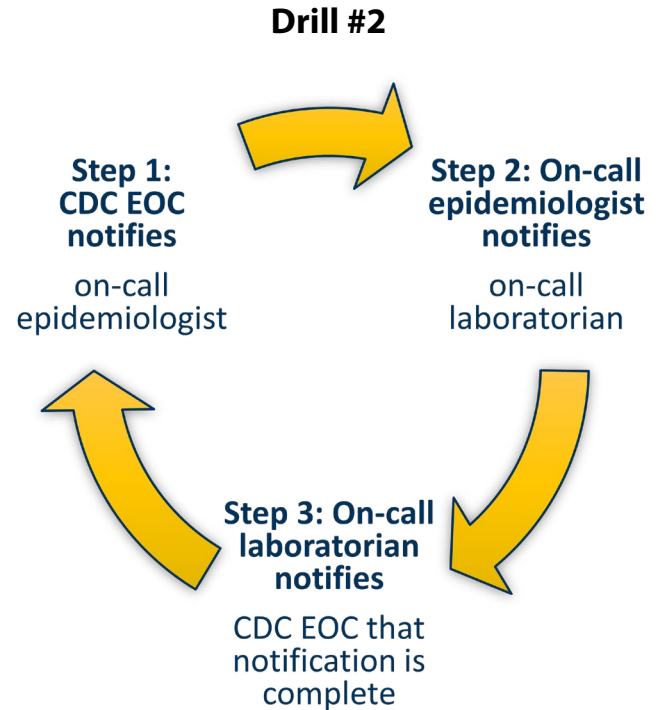 Drill #2
Step 1:
CDC EOC
notifies
on-call
epidemiologist
Step 2: On-call
epidemiologist
notifies
on-call
laboratorian
Step 3: On-call
laboratorian
notifies
CDC EOC that
notification is
complete